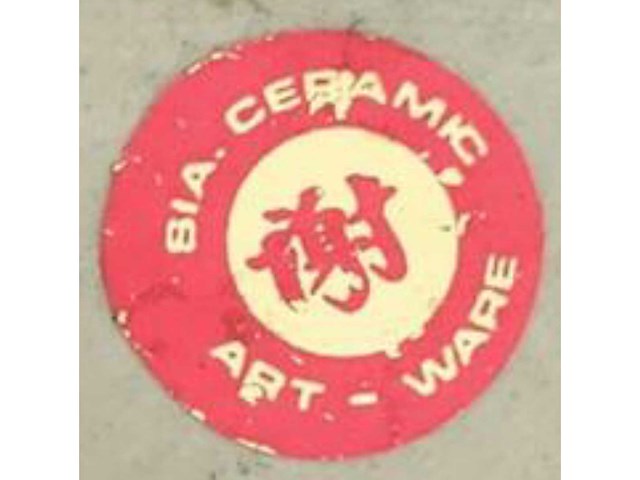 SIA. CERAMIC
謝
ART - WARE